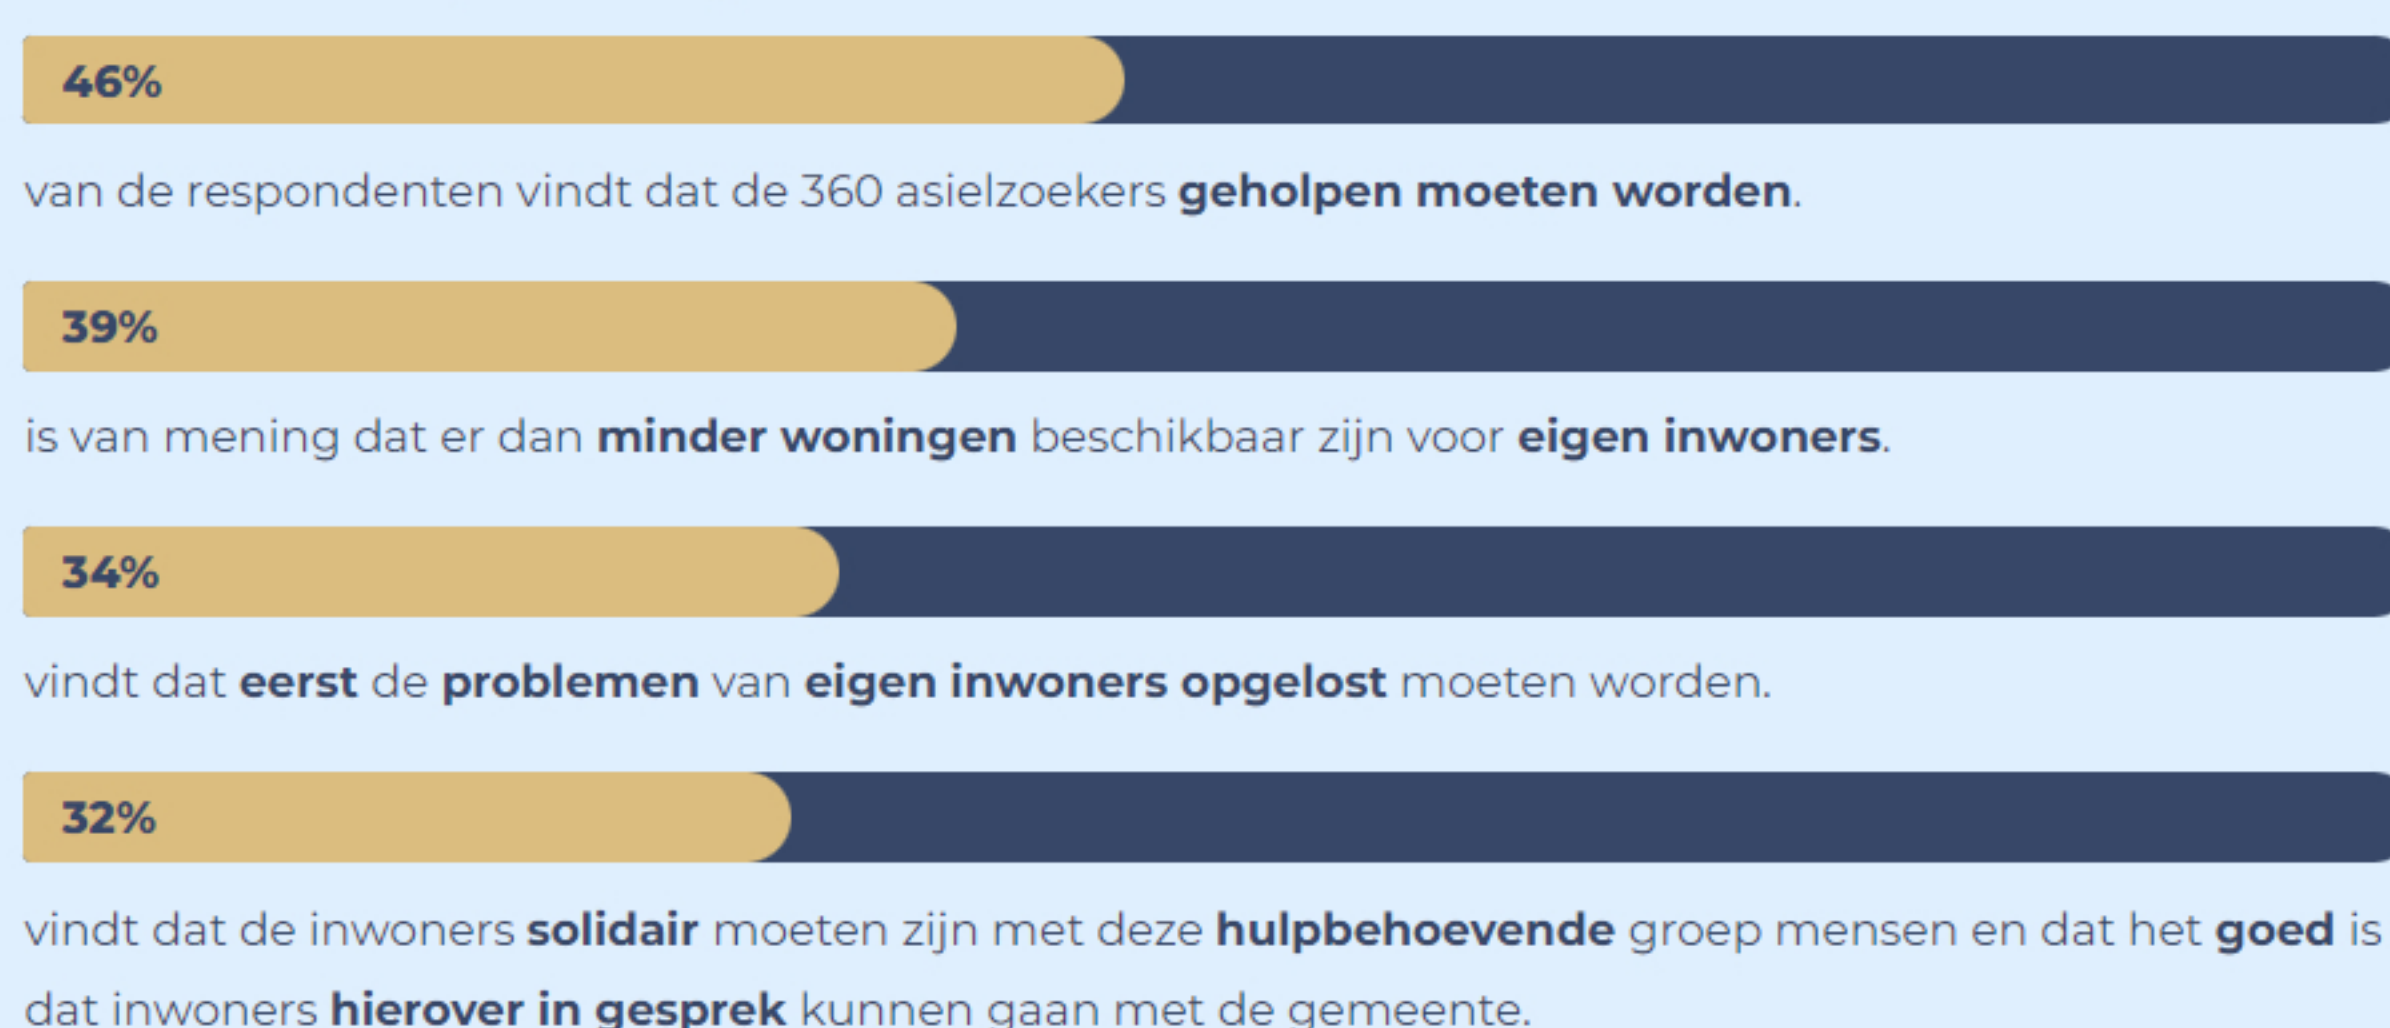 46%
van de respondenten vindt dat de 360 asielzoekers geholpen moeten worden.
39%
is van mening dat er dan minder woningen beschikbaar zijn voor eigen inwoners.
34%
vindt dat eerst de problemen van eigen inwoners opgelost moeten worden.
32%
vindt dat de inwoners solidair moeten zijn met deze hulpbehoevende groep mensen en dat het goed is
dat inwoners hierover in gesprek kunnen gaan met de gemeente.